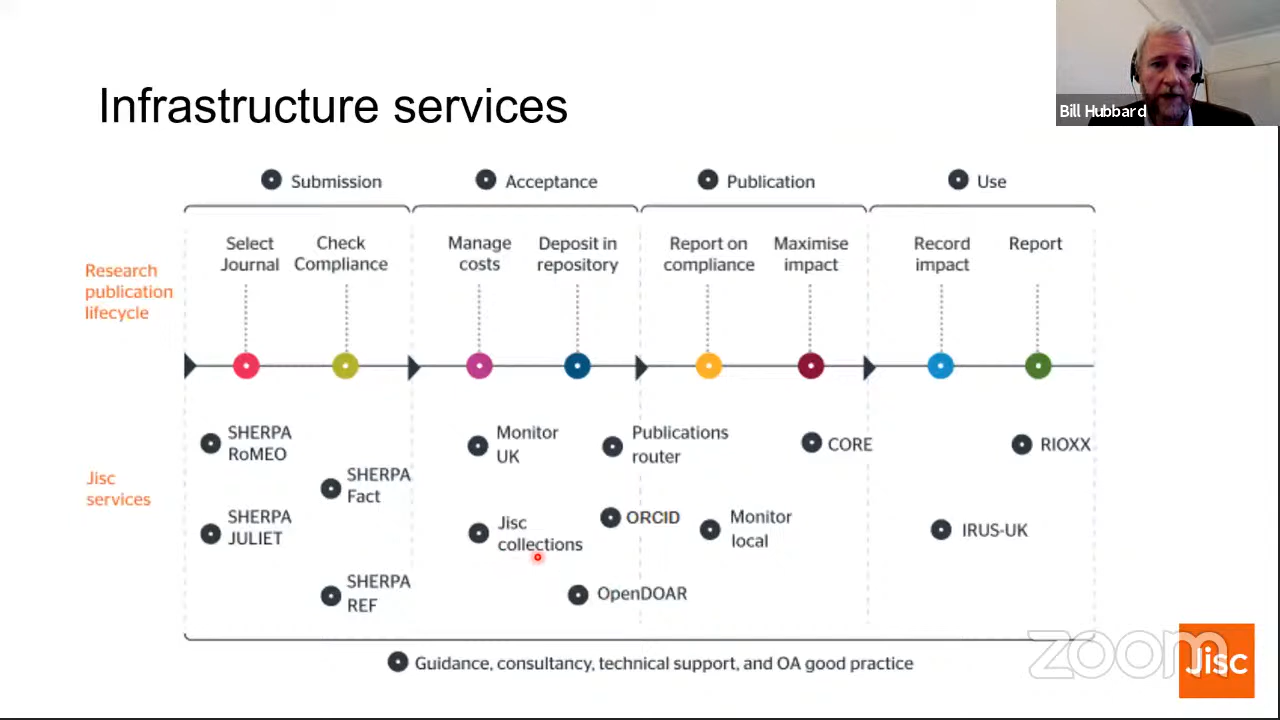 Infrastructure services
Bill Hubbard
Submission
Acceptance
Publication
Use
Research
publication
lifecycle
Select
Journal
Check
Compliance
Manage
costs
Deposit in
repository
Report on
compliance
Maximise
impact
Record
impact
Report
Jisc
services
SHERPA
RoMEO
SHERPA
JULIET
SHERPA
Fact
SHERPA
REF
Monitor
UK
Jisc
collections
Publications
router
ORCID
OpenDOAR
Monitor
local
CORE
IRUS-UK
RIOXX
Guidance, consultancy, technical support, and OA good practice
zoom
Jisc